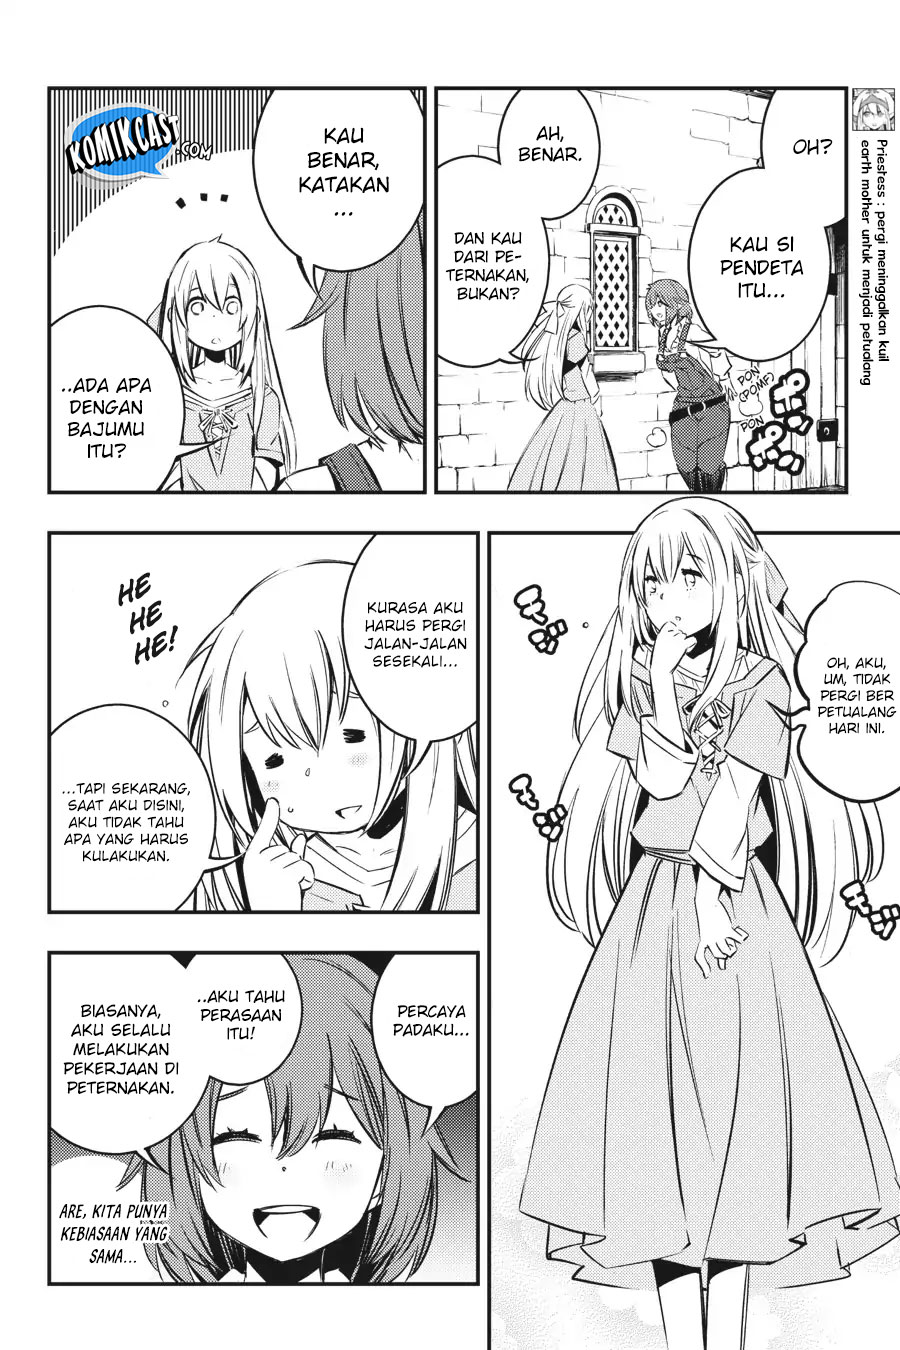 Priestess : pergi meninggalkan kuil
earth mother untuk menjadi petualang
OH?
KAU SI
PENDETA
ITU...
AH,
BENAR.
DAN KAU
DARI PE-
TERNAKAN,
BUKAN?
PON
(POMF)
PON
ポン
ポン
KAU
BENAR,
KATAKAN
...
...
..ADA APA
DENGAN
BAJUMU
ITU?
KOMIKCAST
.COM
OH, AKU,
UM, TIDAK
PERGI BER
PETUALANG
HARI INI.
KURASA AKU
HARUS PERGI
JALAN-JALAN
SESEKALI...
HE
HE
HE!
...TAPI SEKARANG,
SAAT AKU DISINI,
AKU TIDAK TAHU
APA YANG HARUS
KULAKUKAN.
PERCAYA
PADAKU...
..AKU TAHU
PERASAAN
ITU!
BIASANYA,
AKU SELALU
MELAKUKAN
PEKERJAAN DI
PETERNAKAN.
ARE, KITA PUNYA
KEBIASAAN YANG
SAMA...